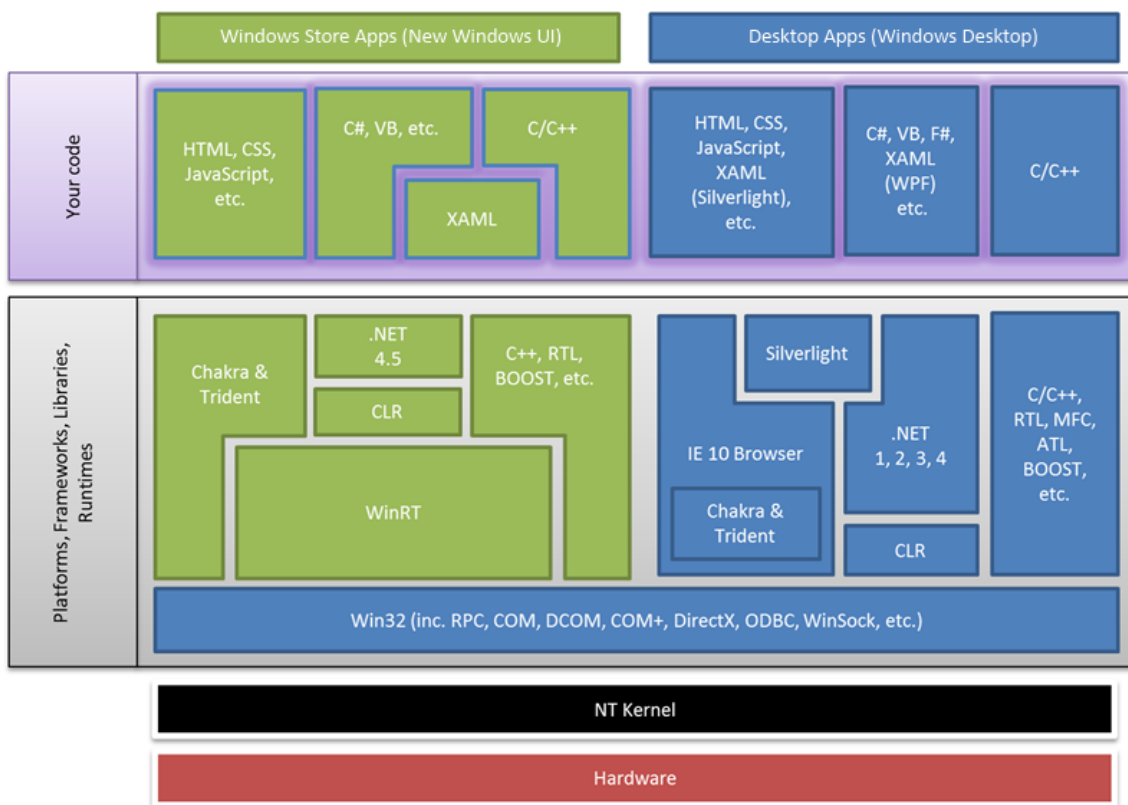 Windows Store Apps (New Windows UI)
Desktop Apps (Windows Desktop)
Your code
HTML, CSS,
JavaScript,
etc.
C#, VB, etc.
C/C++
XAML
HTML, CSS,
JavaScript,
XAML
(Silverlight),
etc.
C#, VB, F#,
XAML
(WPF)
etc.
C/C++
Platforms, Frameworks, Libraries,
Runtimes
Chakra &
Trident
.NET
4.5
CLR
C++, RTL,
BOOST, etc.
WinRT
IE 10 Browser
Chakra &
Trident
Silverlight
.NET
1, 2, 3, 4
CLR
C/C++,
RTL, MFC,
ATL,
BOOST,
etc.
Win32 (inc. RPC, COM, DCOM, COM+, DirectX, ODBC, WinSock, etc.)
NT Kernel
Hardware